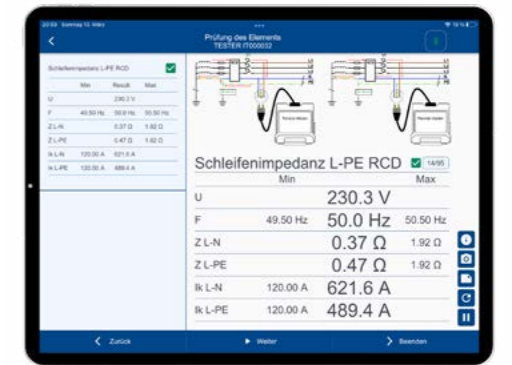 Prüfung des Elements
TESTER IT000032
Schleifenimpedanz L-PE RCD
Min Result Max
U 230.3 V
F 49.50 Hz 50.0 Hz 50.50 Hz
Z L-N 0.37 Ω 1.92 Ω
Z L-PE 0.47 Ω 1.92 Ω
Ik L-N 120.00 A 621.6 A
Ik L-PE 120.00 A 489.4 A
Schleifenimpedanz L-PE RCD 14/95
Min Max
U 230.3 V
F 49.50 Hz 50.0 Hz 50.50 Hz
Z L-N 0.37 Ω 1.92 Ω
Z L-PE 0.47 Ω 1.92 Ω
Ik L-N 120.00 A 621.6 A
Ik L-PE 120.00 A 489.4 A
Zurück Weiter Beenden